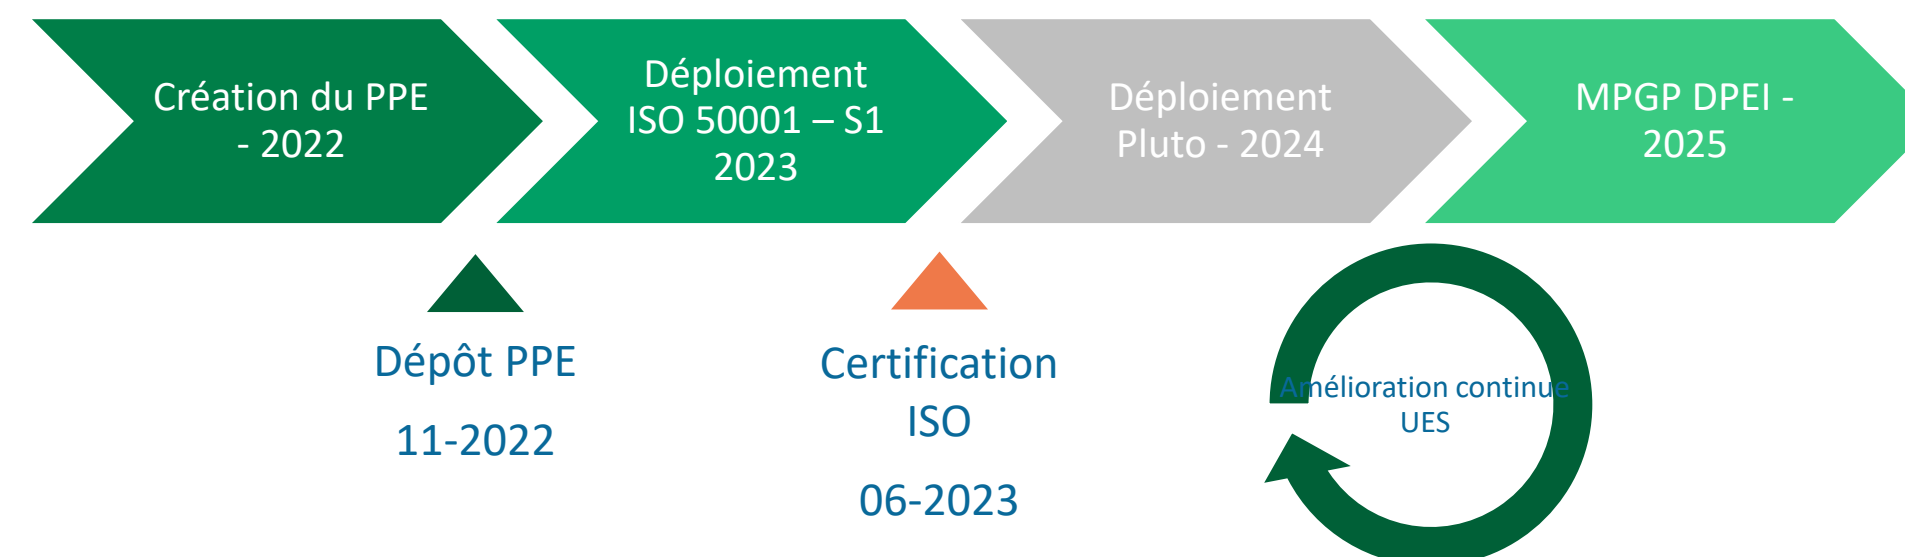 Création du PPE
- 2022
Déploiement
ISO 50001 – S1
2023
Déploiement
Pluto - 2024
MPGP DPEI -
2025
Dépôt PPE
11-2022
Certification
ISO
06-2023
Amélioration continue
UES